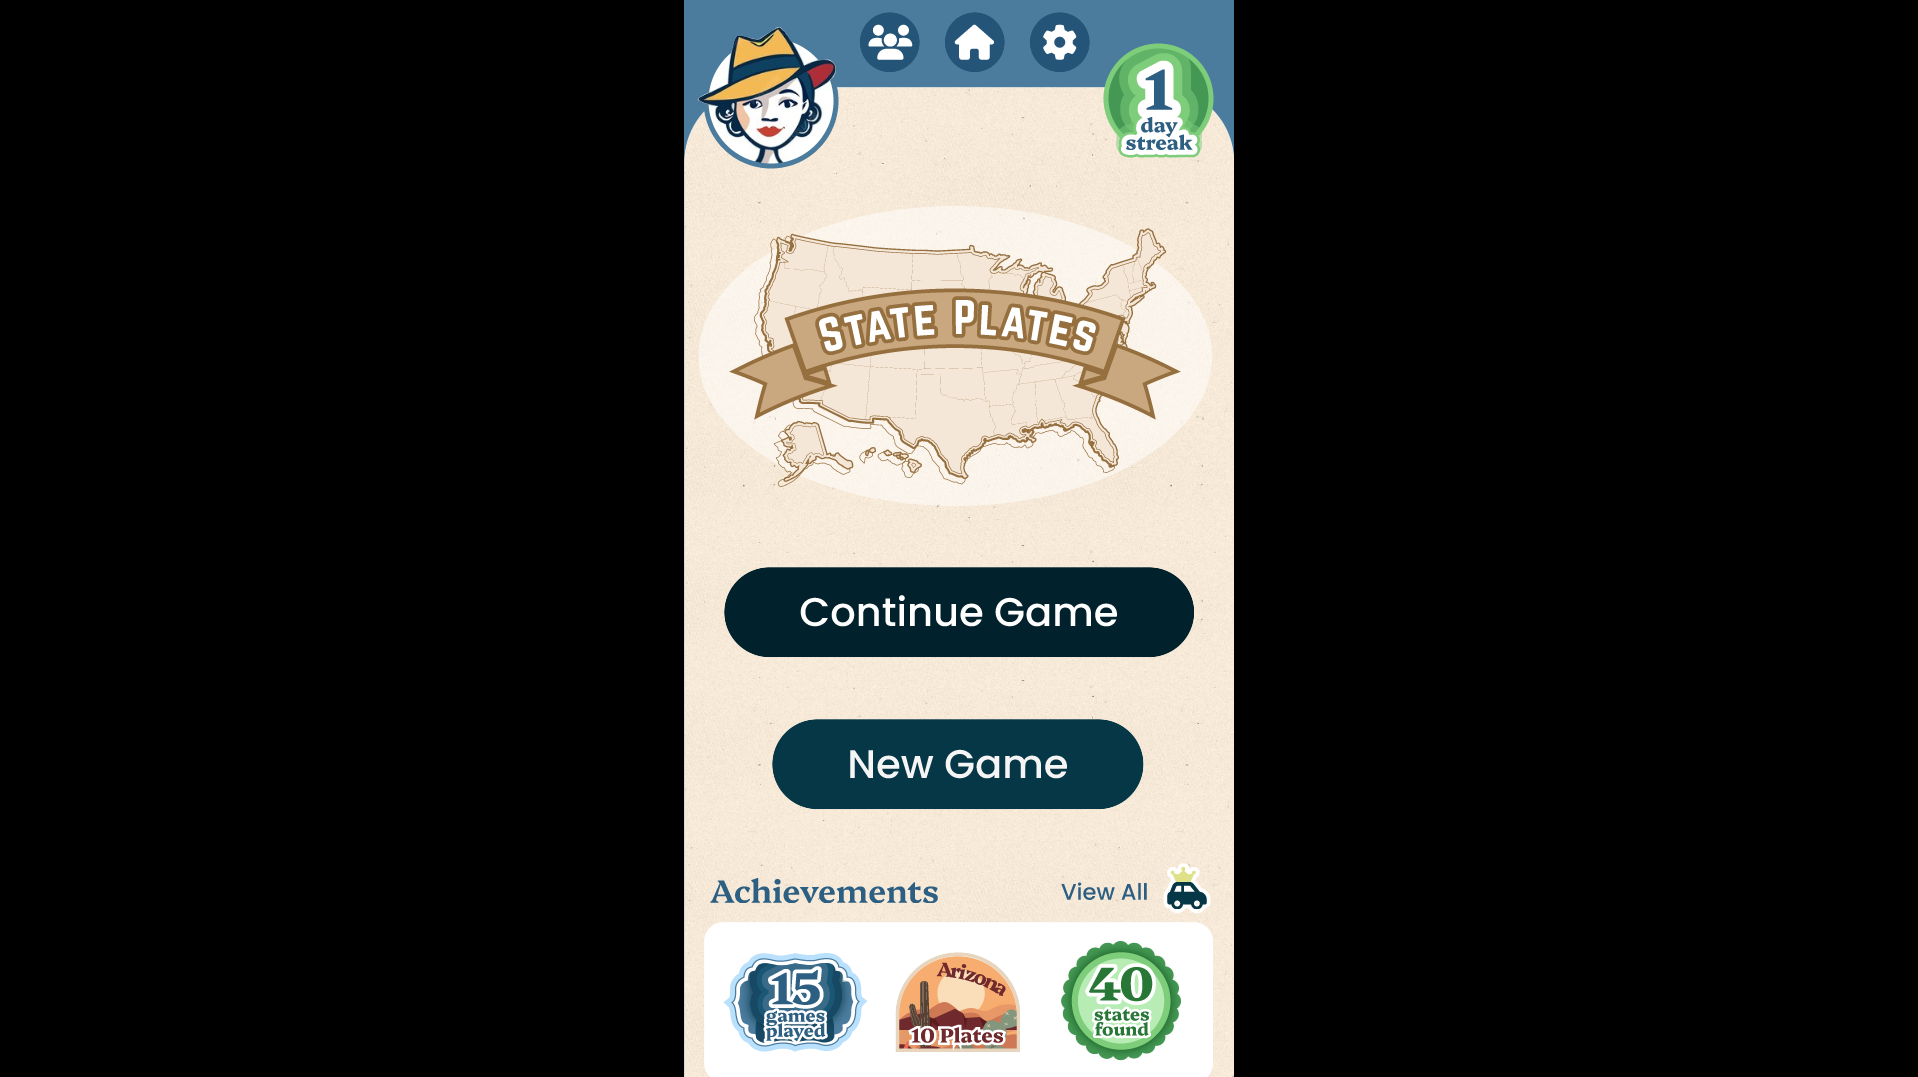 1
day
streak
STATE PLATES
Continue Game
New Game
Achievements
View All
15
games
played
Arizona
10 Plates
40
states
found